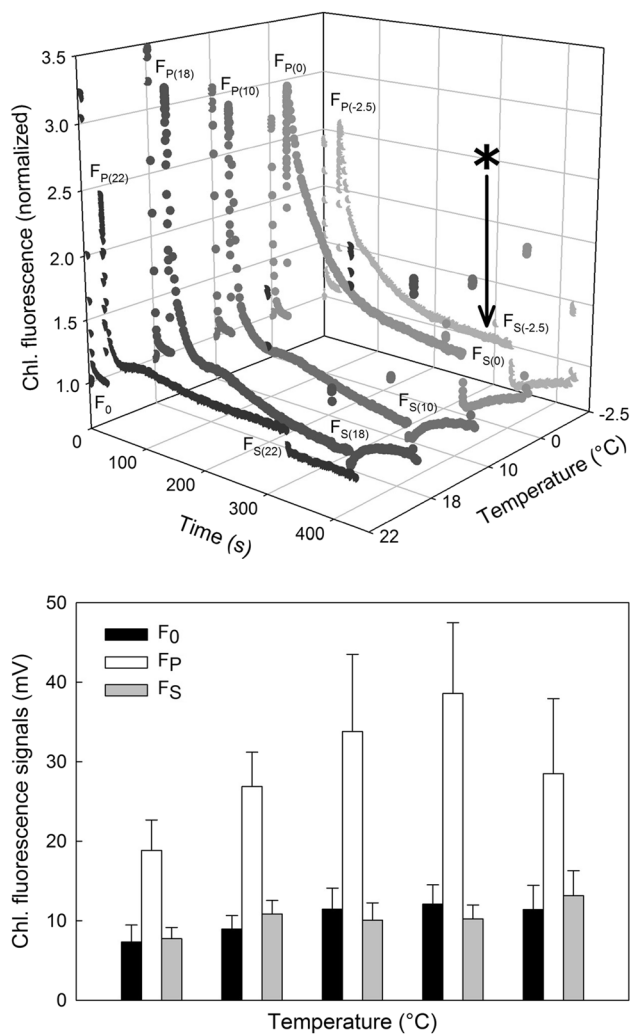 3.5
3.0
2.5
2.0
1.5
1.0
0
Chl. fluorescence (normalized)
FP(22)
FP(18)
FP(10)
FP(0)
FP(-2.5)
*
F0
FS(22)
FS(18)
FS(10)
FS(0)
FS(-2.5)
100
200
300
400
Time (s)
22
18
10
0
-2.5
Temperature (°C)
50
40
30
20
10
0
Chl. fluorescence signals (mV)
F0
FP
FS
Temperature (°C)